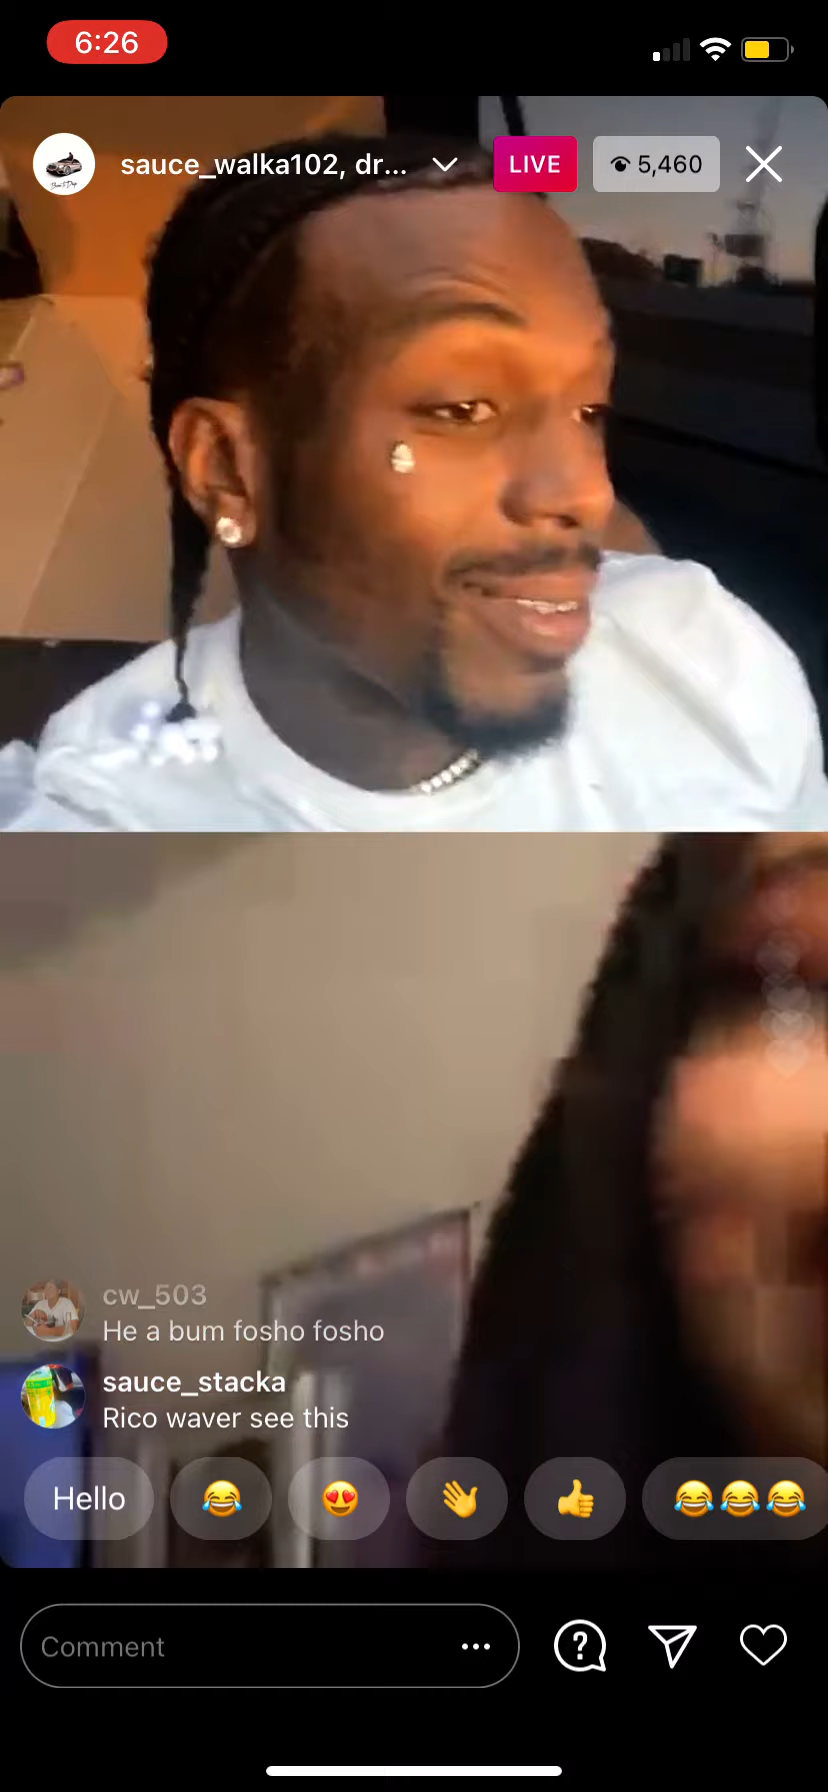 6:26
sauce_walka102, dr...
LIVE
5,460
cw_503
He a bum fosho fosho
sauce_stacka
Rico waver see this
Hello
Comment